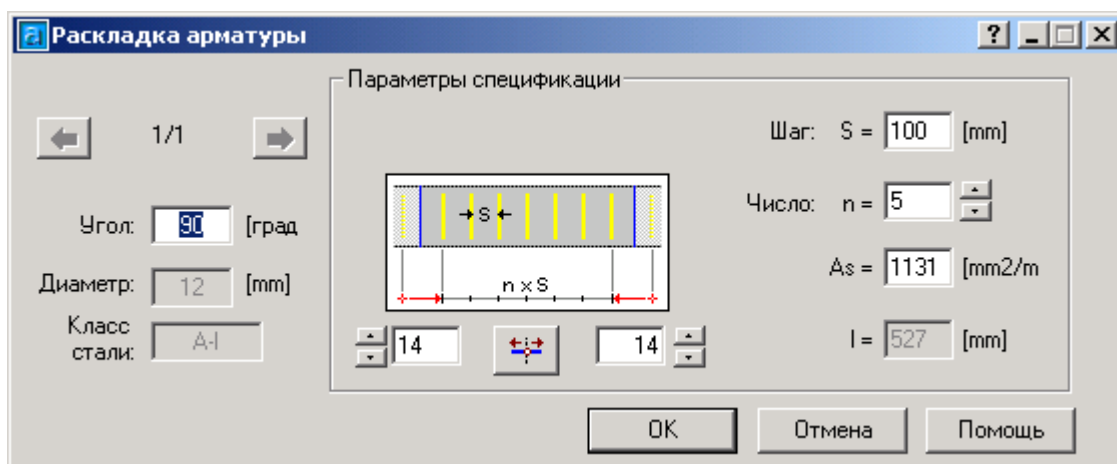 Раскладка арматуры
1/1
Угол: 90 [град
Диаметр: 12 [mm]
Класс
стали: A-I
Параметры спецификации
S
n x S
14
14
Шаг: S = 100 [mm]
Число: n = 5
As = 1131 [mm2/m
l = 527 [mm]
OK
Отмена
Помощь